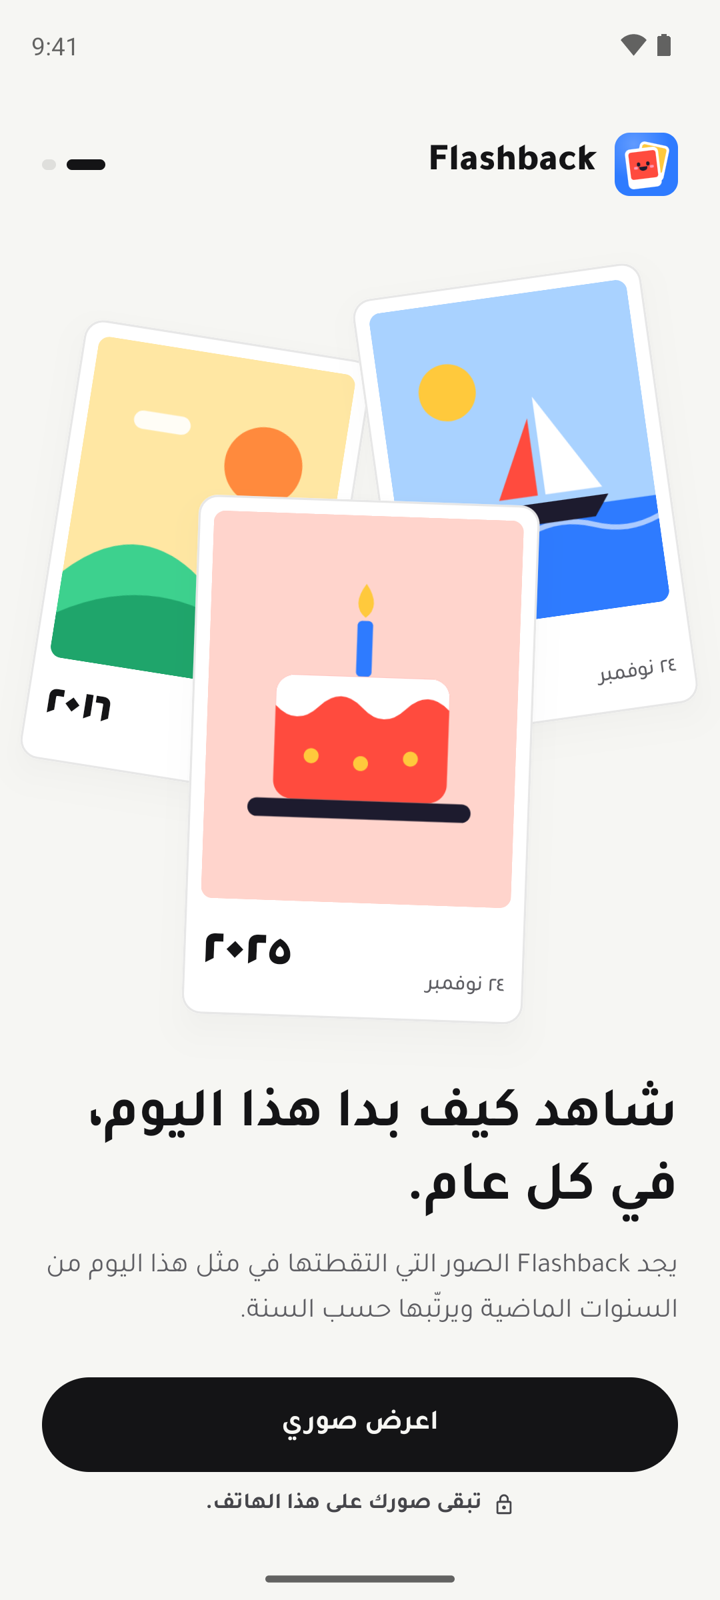 9:41
Flashback
٢٤ نوفمبر
٢٠١٦
٢٠٢٥
٢٤ نوفمبر
شاهد كيف بدا هذا اليوم،
في كل عام.
يجد Flashback الصور التي التقطتها في مثل هذا اليوم من
السنوات الماضية ويرتّبها حسب السنة.
اعرض صوري
تبقى صورك على هذا الهاتف.